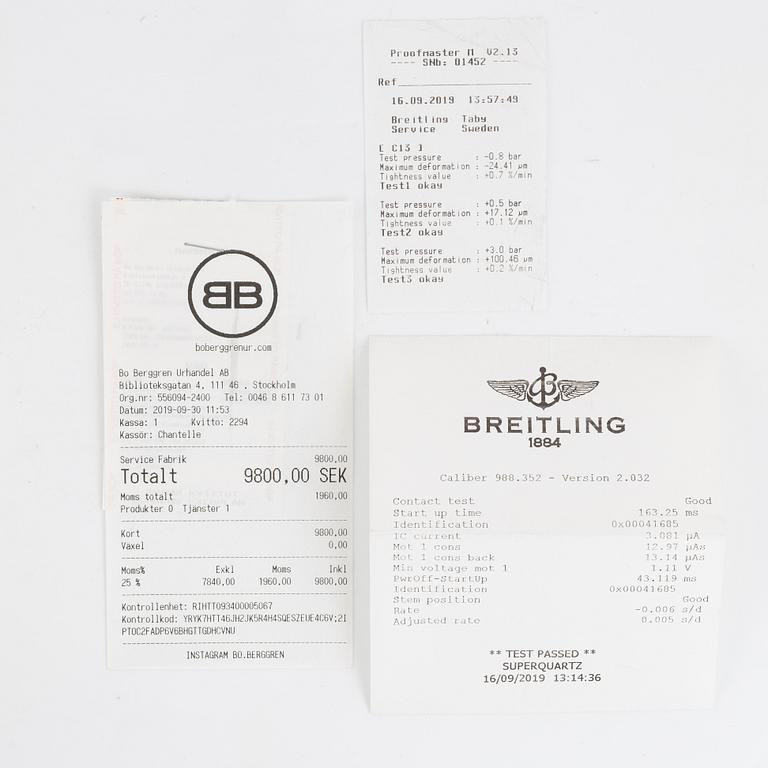 Proofmaster M V2.13
---- SNb: 01452 ----
Ref
16.09.2019 13:57:49
Breitling Taby
Service Sweden
[ C13 ]
Test pressure : -0.8 bar
Maximum deformation : -24.41 µm
Tightness value : +0.7 %/min
Test1 okay
Test pressure : +0.5 bar
Maximum deformation : +17.12 µm
Tightness value : +0.1 %/min
Test2 okay
Test pressure : +3.0 bar
Maximum deformation : +100.46 µm
Tightness value : +0.2 %/min
Test3 okay
BB
boberggrenur.com
Bo Berggren Urhandel AB
Biblioteksgatan 4, 111 46 . Stockholm
Org.nr: 556094-2400 Tel: 0046 8 611 73 01
Datum: 2019-09-30 11:53
Kassa: 1 Kvitto: 2294
Kassör: Chantelle
Service Fabrik 9800,00
Totalt 9800,00 SEK
Moms totalt 1960,00
Produkter 0 Tjänster 1
Kort 9800,00
Växel 0,00
Moms% Exkl Moms Inkl
25 % 7840,00 1960,00 9800,00
Kontrollenhet: RIHTT093400005067
Kontrollkod: YRYK7HTT46JH2JK5R4H4SQESZEUE4C6V;2I
PTOC2FADP6V6BHGTTGDHCVNU
INSTAGRAM BO.BERGGREN
B
BREITLING
1884
Caliber 988.352 - Version 2.032
Contact test Good
Start up time 163.25 ms
Identification 0x00041685
IC current 3.081 µA
Mot 1 cons 12.97 µAs
Mot 1 cons back 13.14 µAs
Min voltage mot 1 1.11 V
PwrOff-StartUp 43.119 ms
Identification 0x00041685
Stem position Good
Rate -0.006 s/d
Adjusted rate 0.005 s/d
** TEST PASSED **
SUPERQUARTZ
16/09/2019 13:14:36